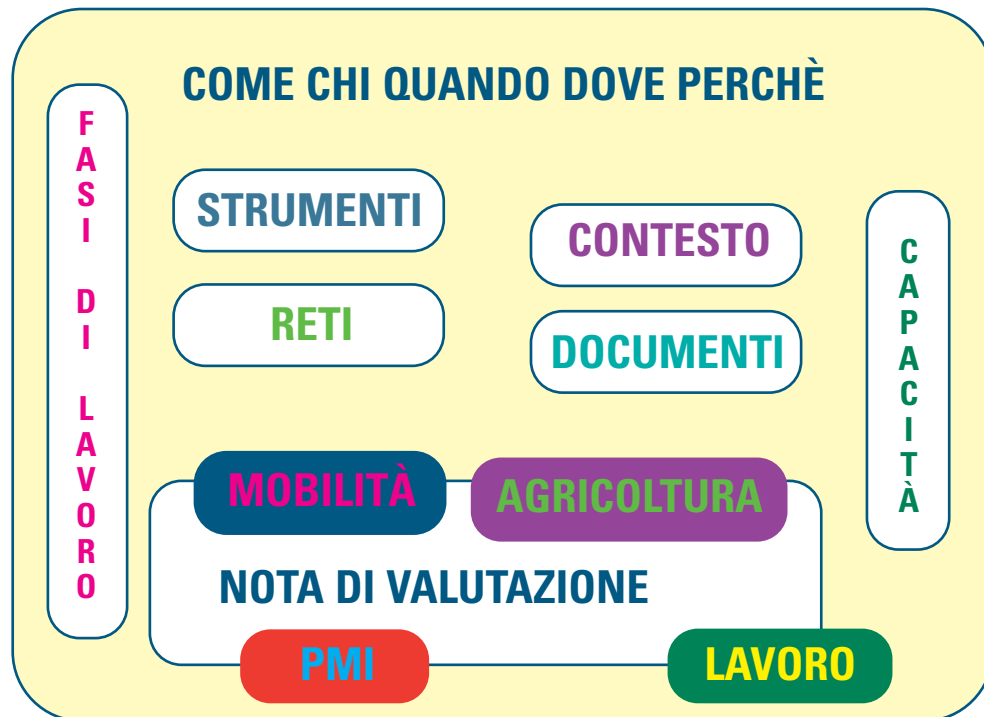 COME CHI QUANDO DOVE PERCHÈ
FASI DI LAVORO
STRUMENTI
RETI
CONTESTO
DOCUMENTI
CAPACITÀ
MOBILITÀ
AGRICOLTURA
NOTA DI VALUTAZIONE
PMI
LAVORO